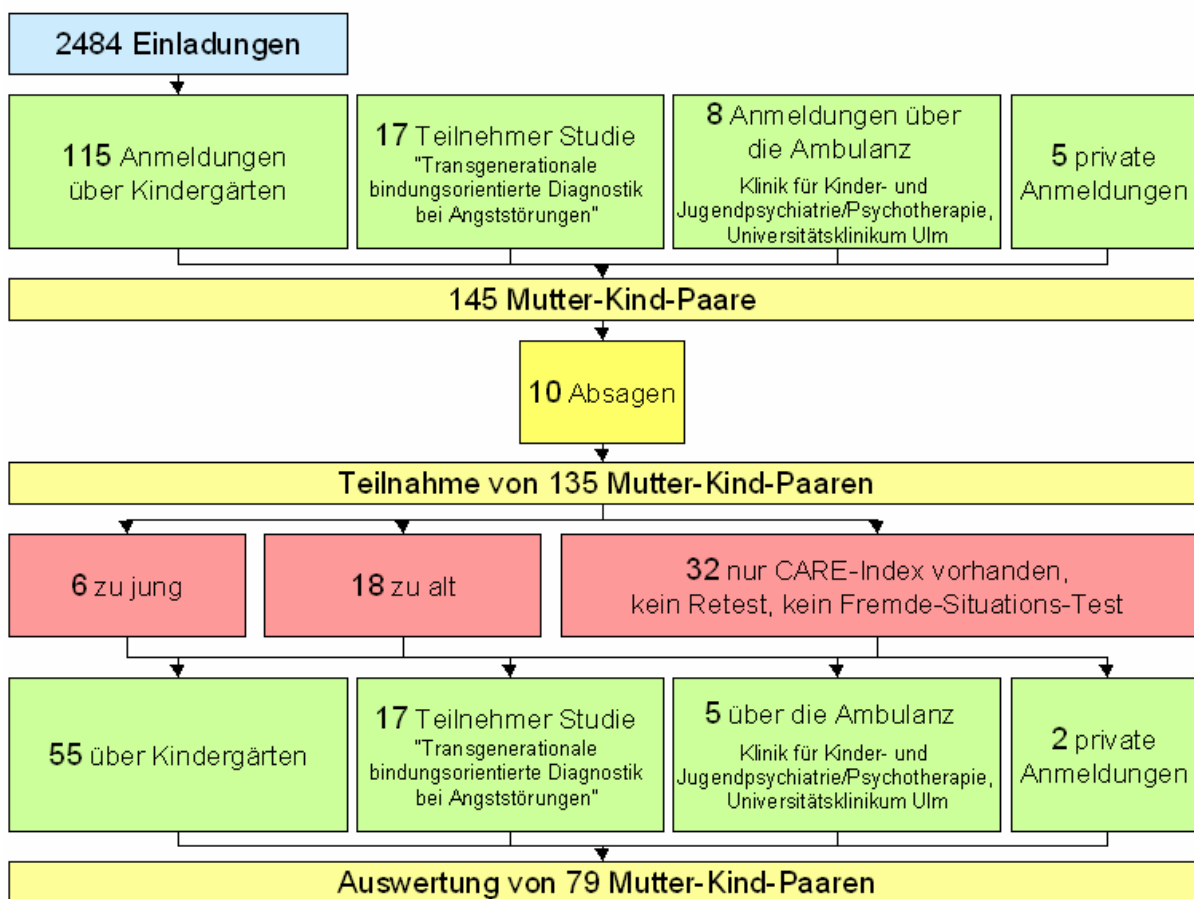 2484 Einladungen
115 Anmeldungen
über Kindergärten
17 Teilnehmer Studie
"Transgenerationale
bindungsorientierte Diagnostik
bei Angststörungen"
8 Anmeldungen über
die Ambulanz
Klinik für Kinder- und
Jugendpsychiatrie/Psychotherapie,
Universitätsklinikum Ulm
5 private
Anmeldungen
145 Mutter-Kind-Paare
10 Absagen
Teilnahme von 135 Mutter-Kind-Paaren
6 zu jung
18 zu alt
32 nur CARE-Index vorhanden,
kein Retest, kein Fremde-Situations-Test
55 über Kindergärten
17 Teilnehmer Studie
"Transgenerationale
bindungsorientierte Diagnostik
bei Angststörungen"
5 über die Ambulanz
Klinik für Kinder- und
Jugendpsychiatrie/Psychotherapie,
Universitätsklinikum Ulm
2 private
Anmeldungen
Auswertung von 79 Mutter-Kind-Paaren